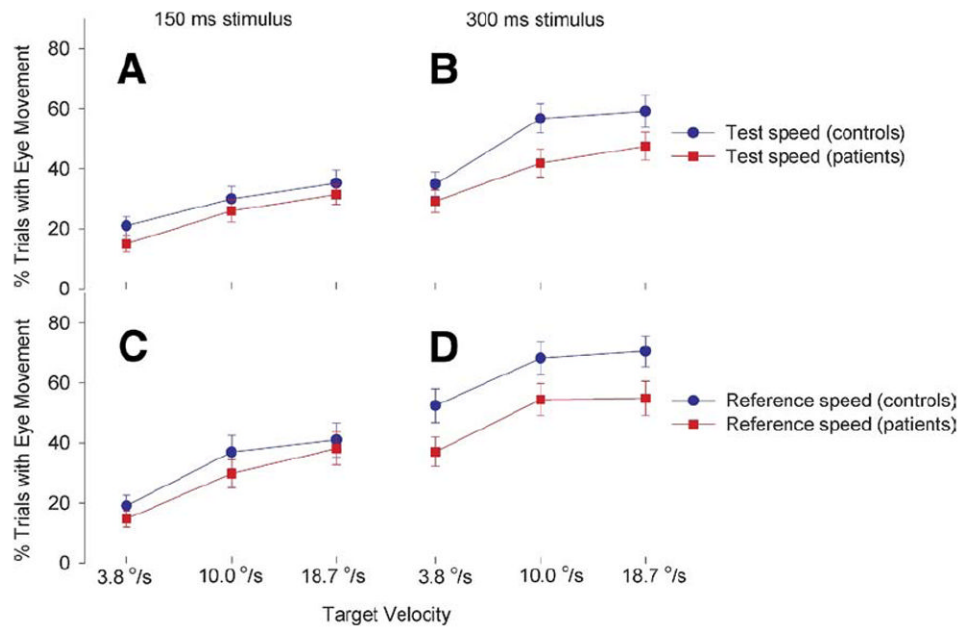 150 ms stimulus
300 ms stimulus
% Trials with Eye Movement
80
60
40
20
0
A
B
Test speed (controls)
Test speed (patients)
% Trials with Eye Movement
80
60
40
20
0
C
D
Reference speed (controls)
Reference speed (patients)
3.8 °/s
10.0 °/s
18.7 °/s
3.8 °/s
10.0 °/s
18.7 °/s
Target Velocity